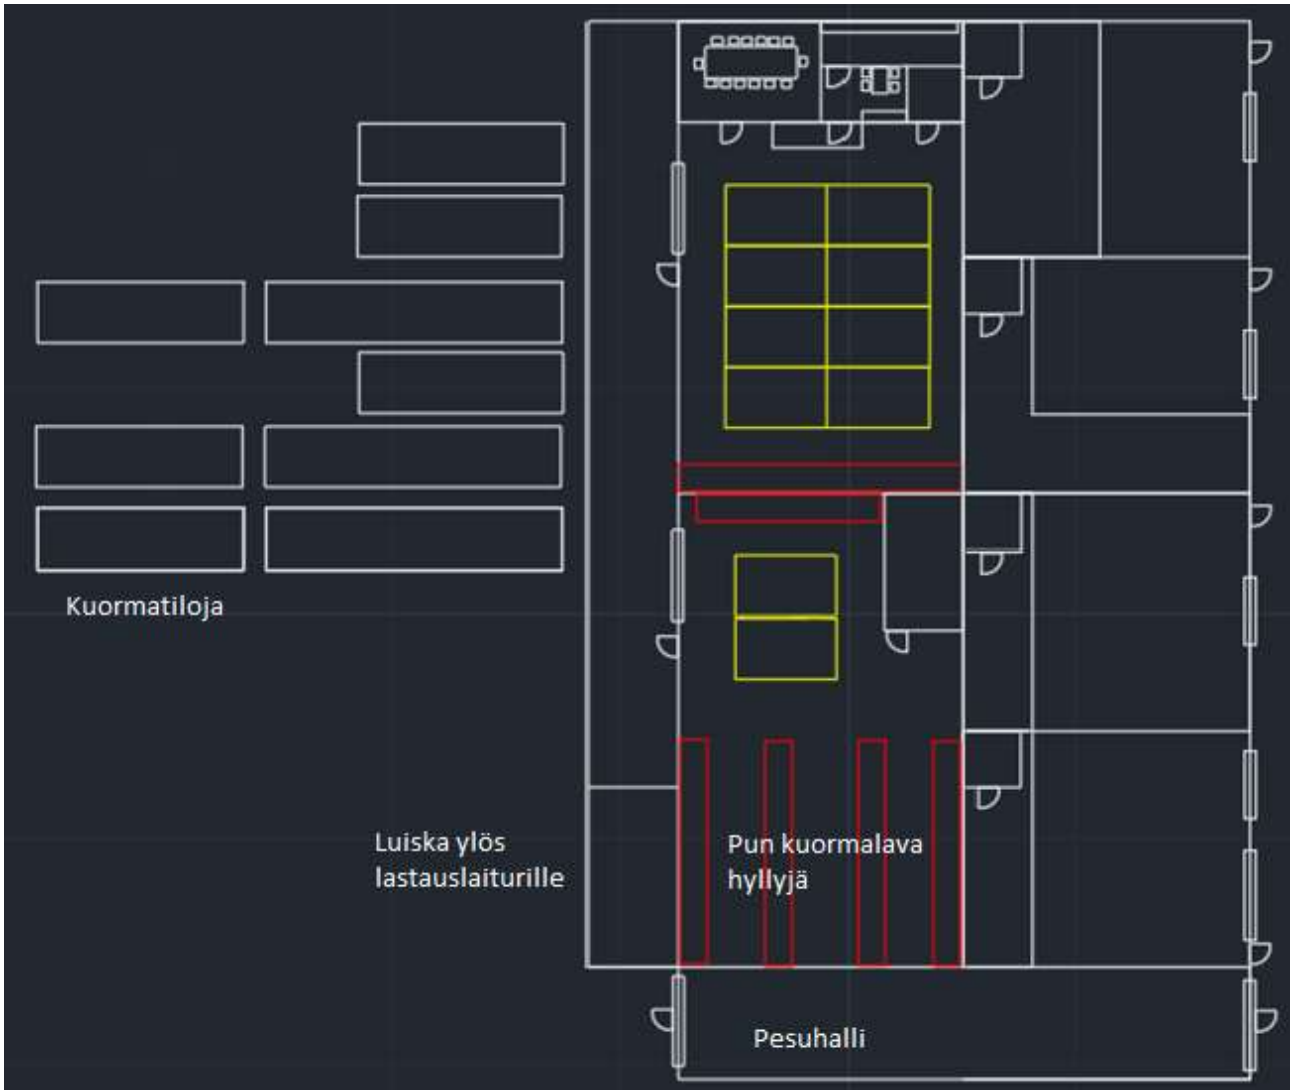 Kuormatiloja
Luiska ylös
lastauslaiturille
Pun kuormalava
hyllyjä
Pesuhalli